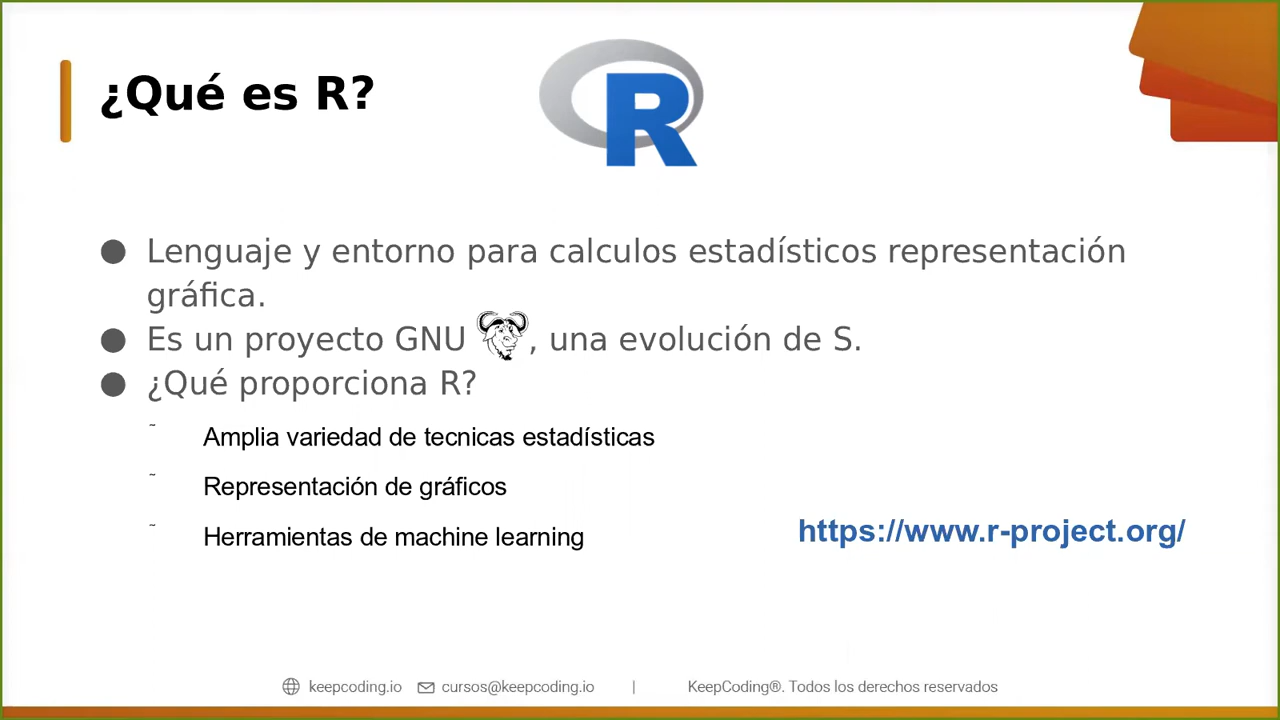 ¿Qué es R?
R
● Lenguaje y entorno para calculos estadísticos representación
gráfica.
● Es un proyecto GNU , una evolución de S.
● ¿Qué proporciona R?
~ Amplia variedad de tecnicas estadísticas
~ Representación de gráficos
~ Herramientas de machine learning
https://www.r-project.org/
keepcoding.io cursos@keepcoding.io | KeepCoding®. Todos los derechos reservados